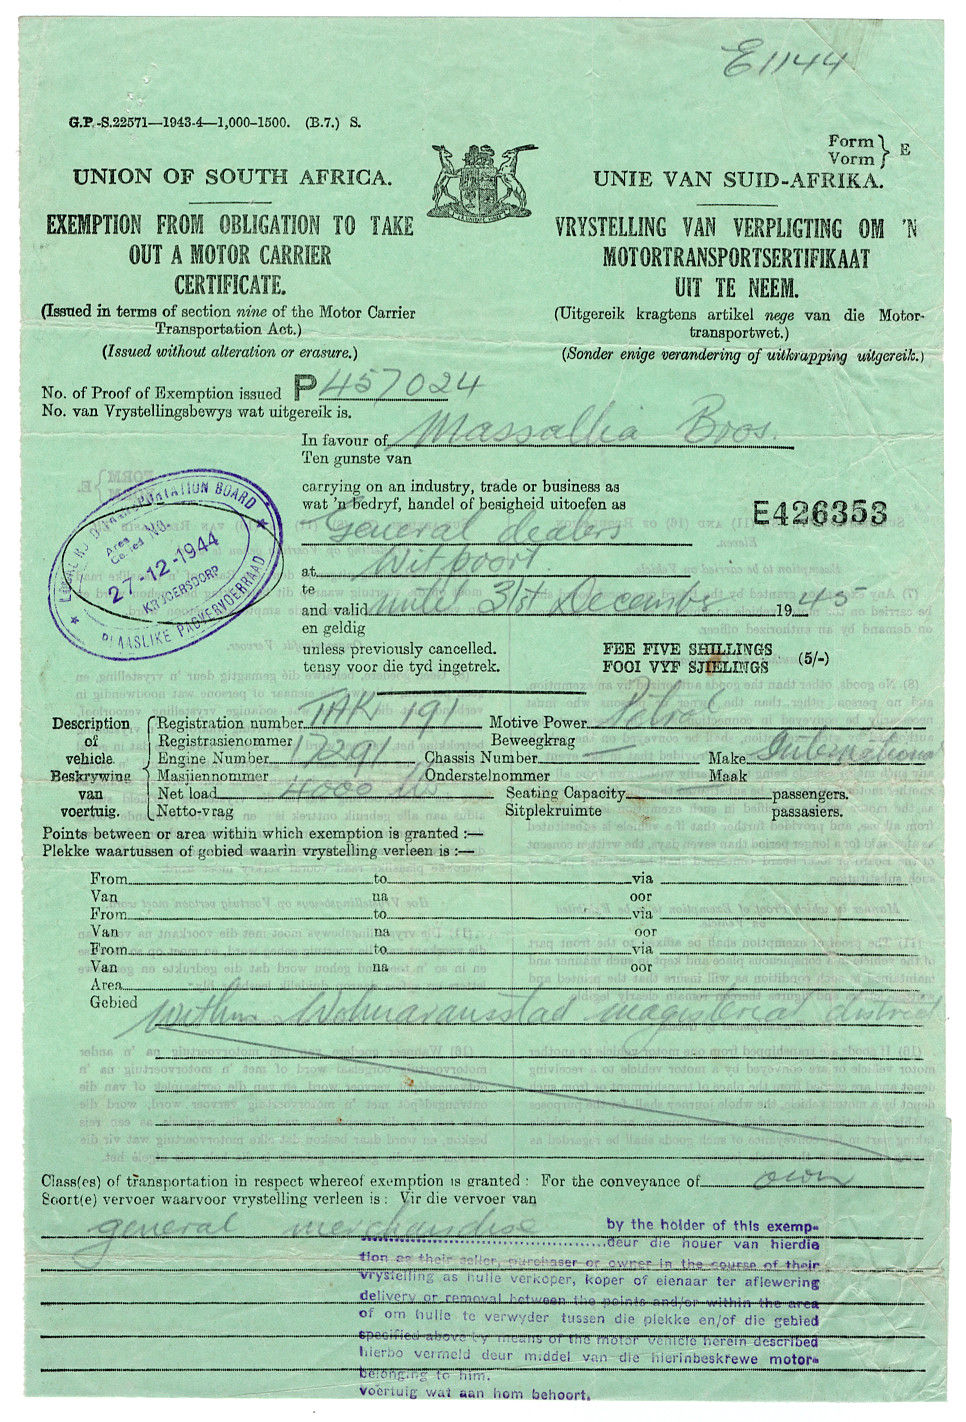 E1144
G.P.-S.22571—1943-4—1,000-1500. (B.7.) S.
Form
Vorm } E
UNION OF SOUTH AFRICA.
EXEMPTION FROM OBLIGATION TO TAKE
OUT A MOTOR CARRIER
CERTIFICATE.
(Issued in terms of section nine of the Motor Carrier
Transportation Act.)
(Issued without alteration or erasure.)
UNIE VAN SUID-AFRIKA.
VRYSTELLING VAN VERPLIGTING OM 'N
MOTORTRANSPORTSERTIFIKAAT
UIT TE NEEM.
(Uitgereik kragtens artikel nege van die Motor-
transportwet.)
(Sonder enige verandering of uitkrapping uitgereik.)
No. of Proof of Exemption issued P 457024
No. van Vrystellingsbewys wat uitgereik is.
In favour of Massallia Bros.
Ten gunste van
carrying on an industry, trade or business as
wat 'n bedryf, handel of besigheid uitoefen as
E426353
General dealers
at Witpoort
te
and valid until 31st December 1945
en geldig
unless previously cancelled.
tensy voor die tyd ingetrek.
FEE FIVE SHILLINGS
FOOI VYF SJIELINGS (5/-)
LOCAL RD TRANSPORTATION BOARD
Area
No.
27-12-1944
KRUGERSDORP
PLAASLIKE PADVERVOERRAAD
Description
of
vehicle.
Beskrywing
van
voertuig.
Registration number TAK 191 Motive Power Petrol
Registrasienommer Beweegkrag
Engine Number 17291 Chassis Number — Make International
Masjiennommer Onderstelnommer Maak
Net load 4000 lbs Seating Capacity passengers.
Netto-vrag Sitplekruimte passasiers.
Points between or area within which exemption is granted :—
Plekke waartussen of gebied waarin vrystelling verleen is :—
From to via
Van na oor
From to via
Van na oor
From to via
Van na oor
Area
Gebied
Within Wolmaransstad magisterial district
Class(es) of transportation in respect whereof exemption is granted : For the conveyance of own
Soort(e) vervoer waarvoor vrystelling verleen is : Vir die vervoer van
general merchandise by the holder of this exemp-
deur die houer van hierdie
tion as their seller, purchaser or owner in the course of their
vrystelling as hulle verkoper, koper of eienaar ter aflewering
delivery or removal between the points and/or within the area
of om hulle te verwyder tussen die plekke en/of die gebied
specified above by means of the motor vehicle herein described
hierbo vermeld deur middel van die hierinbeskrewe motor-
belonging to him.
voertuig wat aan hom behoort.